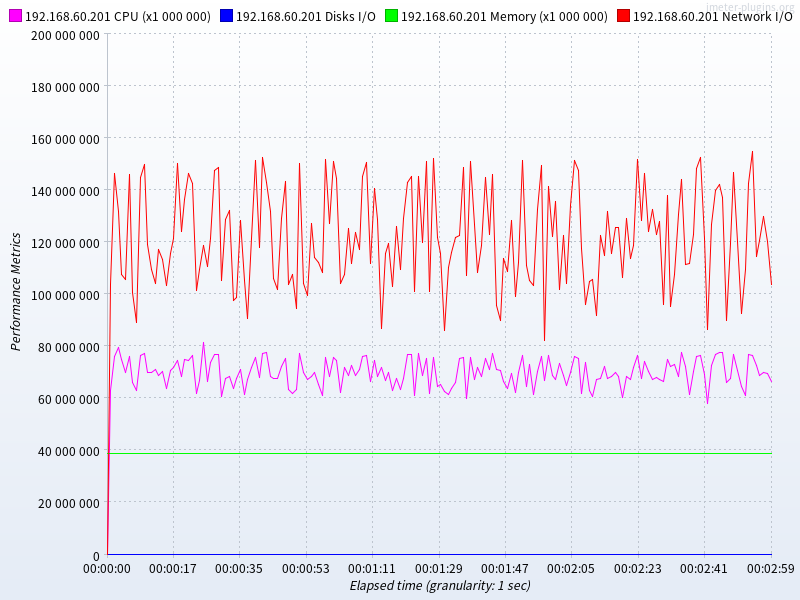 jmeter-plugins.org
192.168.60.201 CPU (x1 000 000) 192.168.60.201 Disks I/O 192.168.60.201 Memory (x1 000 000) 192.168.60.201 Network I/O
200 000 000
180 000 000
160 000 000
140 000 000
120 000 000
100 000 000
80 000 000
60 000 000
40 000 000
20 000 000
0
Performance Metrics
00:00:00 00:00:17 00:00:35 00:00:53 00:01:11 00:01:29 00:01:47 00:02:05 00:02:23 00:02:41 00:02:59
Elapsed time (granularity: 1 sec)